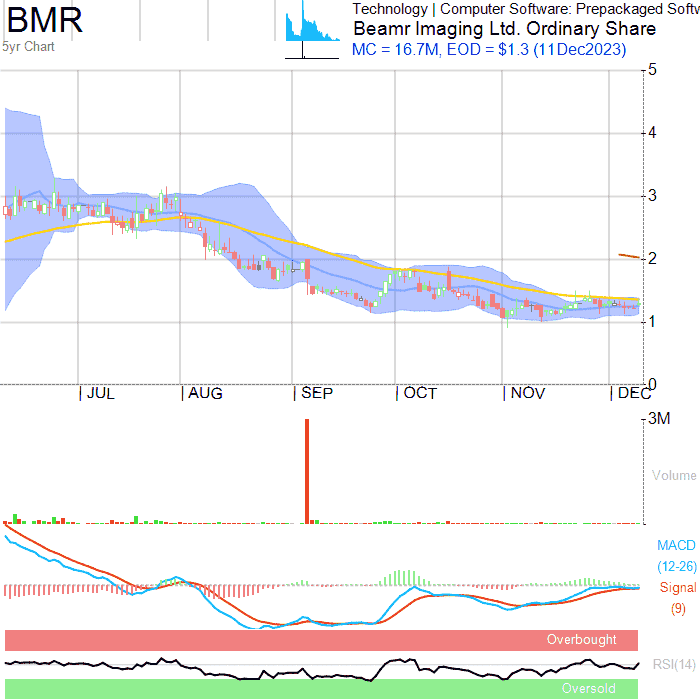 BMR
5yr Chart
Technology | Computer Software: Prepackaged Softw
Beamr Imaging Ltd. Ordinary Share
MC = 16.7M, EOD = $1.3 (11Dec2023)
5
4
3
2
1
0
| JUL | AUG | SEP | OCT | NOV | DEC
3M
Volume
MACD
(12-26)
Signal
(9)
Overbought
RSI(14)
Oversold